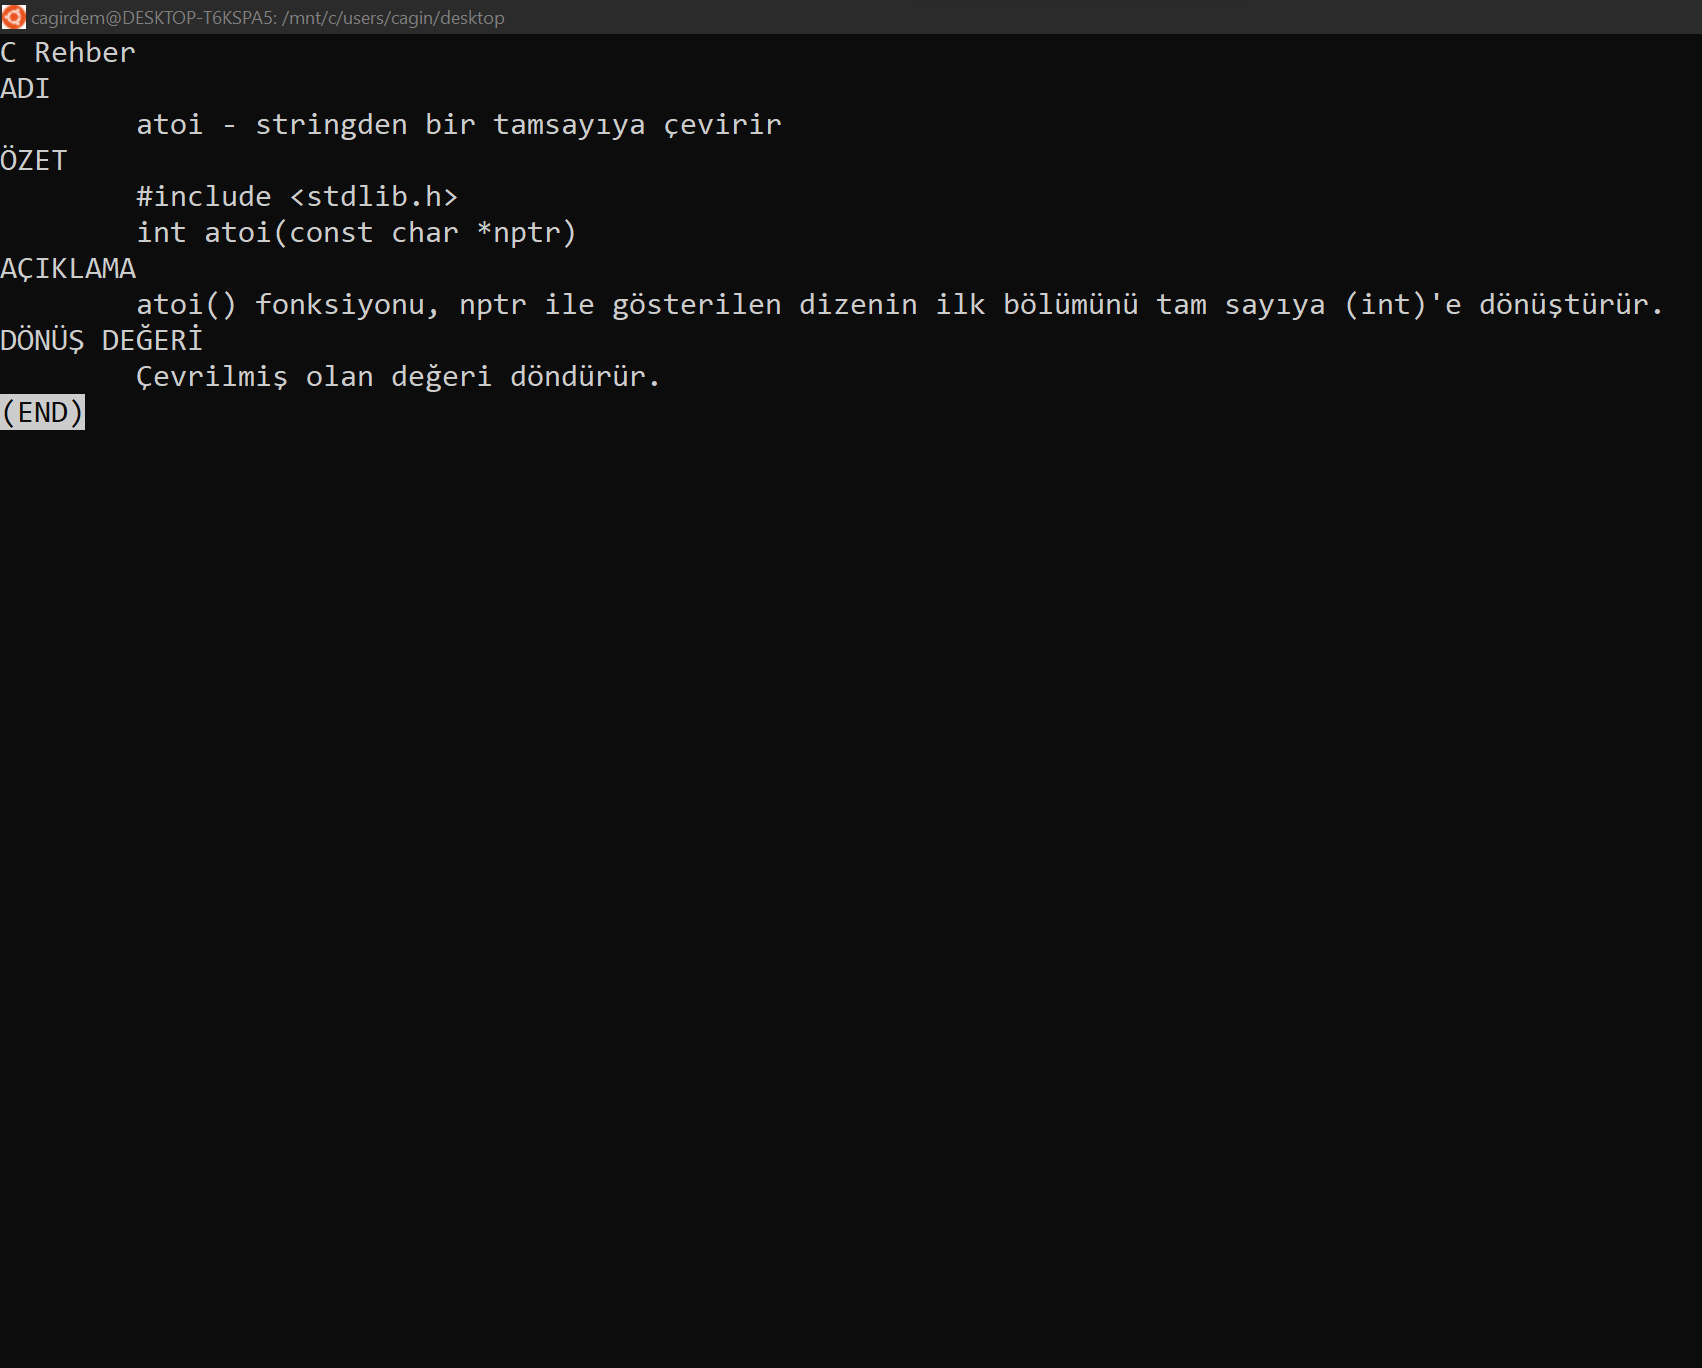 cagirdem@DESKTOP-T6KSPA5: /mnt/c/users/cagin/desktop
C Rehber
ADI
atoi - stringden bir tamsayıya çevirir
ÖZET
#include <stdlib.h>
int atoi(const char *nptr)
AÇIKLAMA
atoi() fonksiyonu, nptr ile gösterilen dizenin ilk bölümünü tam sayıya (int)'e dönüştürür.
DÖNÜŞ DEĞERİ
Çevrilmiş olan değeri döndürür.
(END)